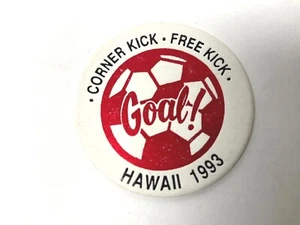 · CORNER KICK · FREE KICK ·
Goal!
HAWAII 1993